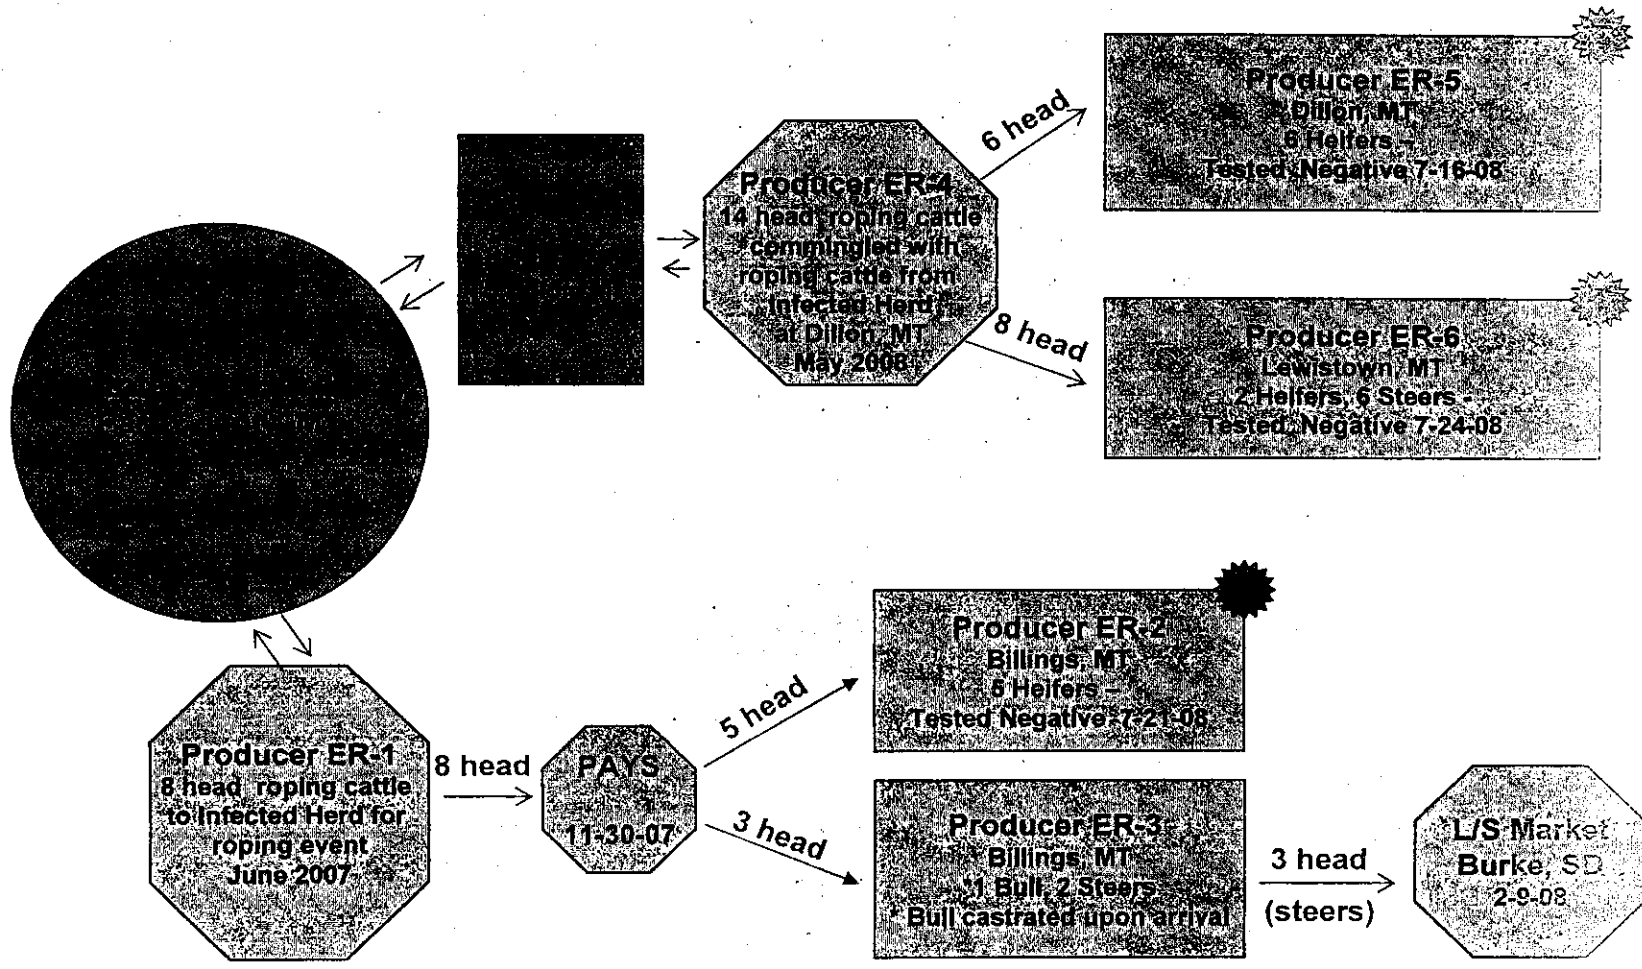 6 head
Producer ER-5
Dillon, MT
6 Heifers –
Tested Negative 7-16-08
Producer ER-4
14 head roping cattle
commingled with
roping cattle from
Infected Herd
at Dillon, MT
May 2008
8 head
Producer ER-6
Lewistown, MT
2 Heifers, 6 Steers -
Tested Negative 7-24-08
Producer ER-1
8 head roping cattle
to Infected Herd for
roping event
June 2007
8 head
PAYS
11-30-07
5 head
Producer ER-2
Billings, MT
5 Heifers –
Tested Negative 7-21-08
3 head
Producer ER-3
Billings, MT
*1 Bull, 2 Steers
* Bull castrated upon arrival
3 head
(steers)
L/S Market
Burke, SD
2-9-08